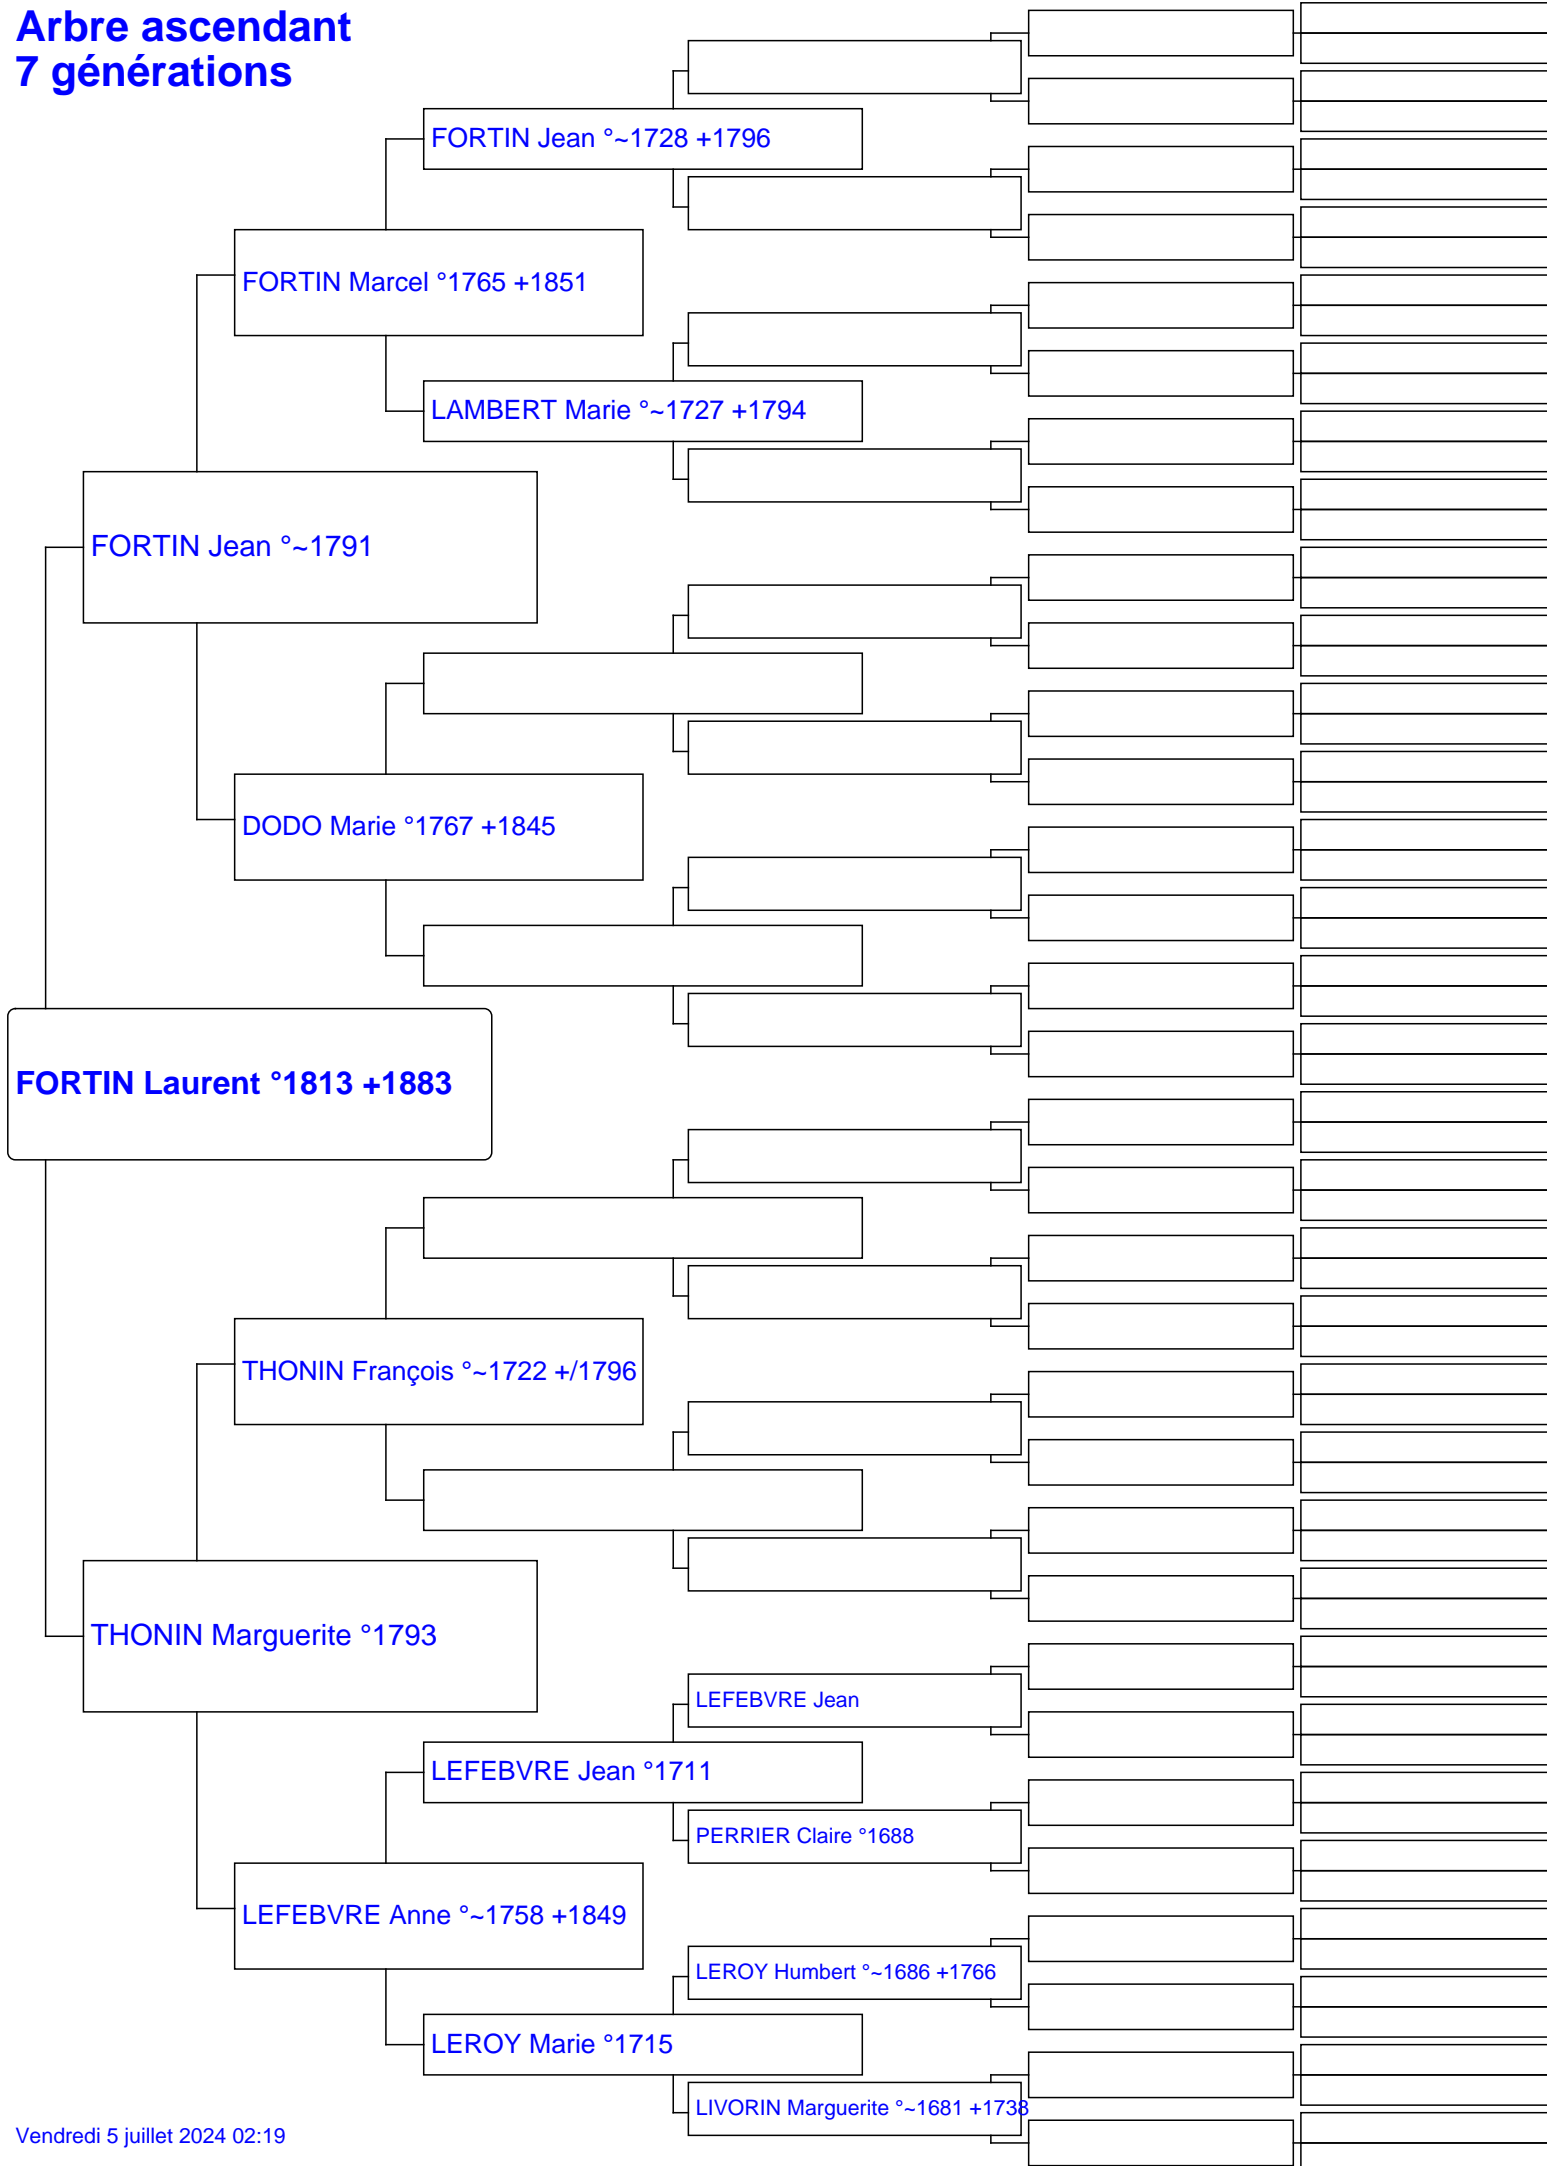 Arbre ascendant
7 générations
FORTIN Jean °~1728 +1796
FORTIN Marcel °1765 +1851
LAMBERT Marie °~1727 +1794
FORTIN Jean °~1791
DODO Marie °1767 +1845
FORTIN Laurent °1813 +1883
THONIN François °~1722 +/1796
THONIN Marguerite °1793
LEFEBVRE Jean
LEFEBVRE Jean °1711
PERRIER Claire °1688
LEFEBVRE Anne °~1758 +1849
LEROY Humbert °~1686 +1766
LEROY Marie °1715
LIVORIN Marguerite °~1681 +1738
Vendredi 5 juillet 2024 02:19